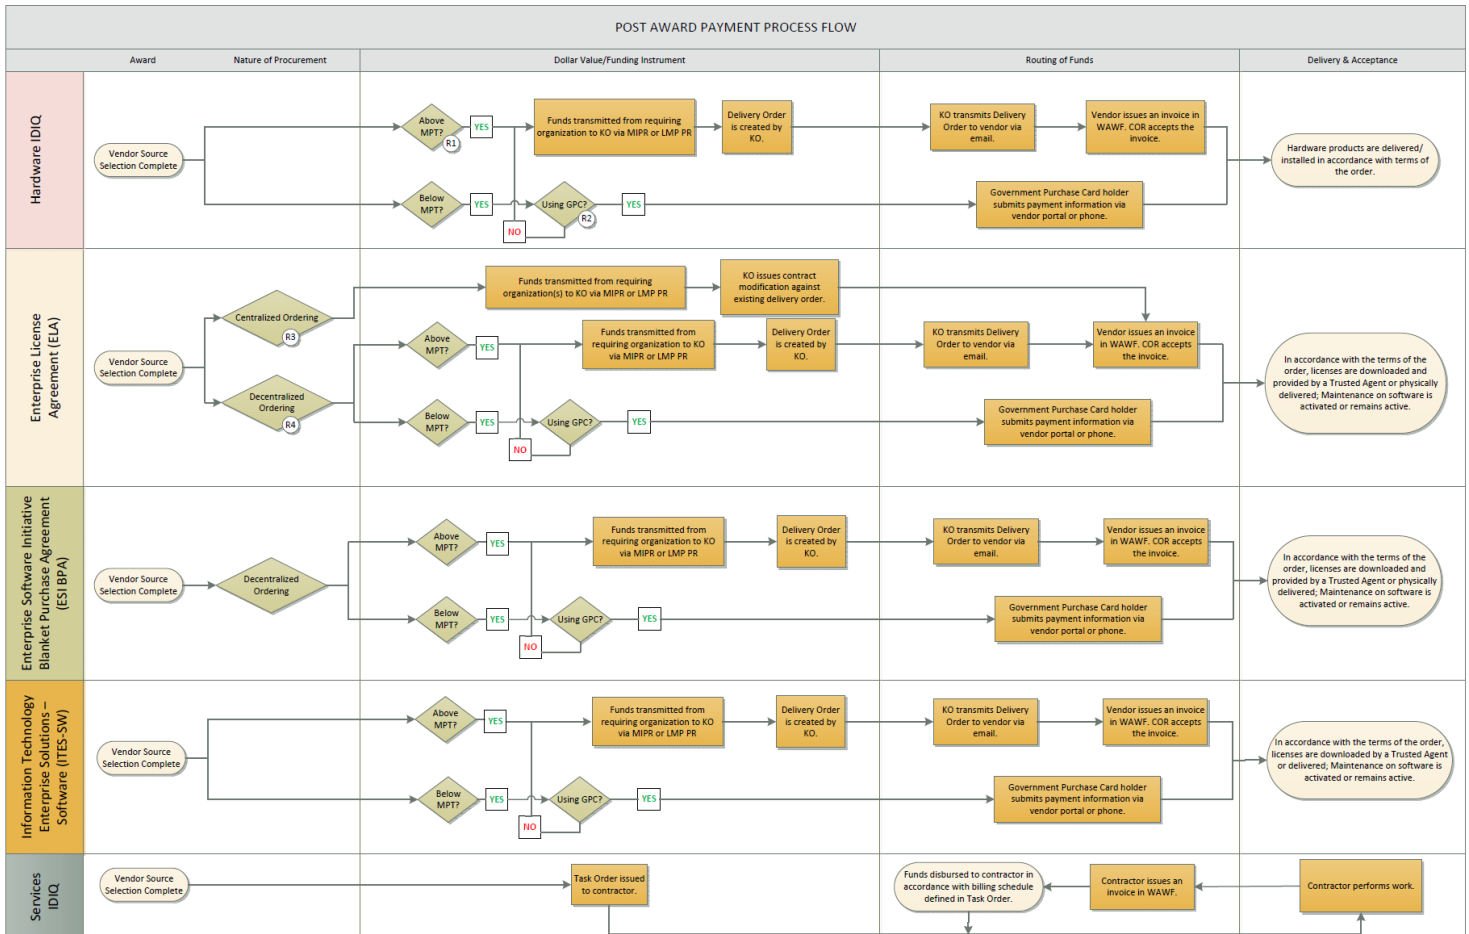 POST AWARD PAYMENT PROCESS FLOW
Award
Nature of Procurement
Dollar Value/Funding Instrument
Routing of Funds
Delivery & Acceptance
Hardware IDIQ
Vendor Source
Selection Complete
Above
MPT?
R1
YES
Funds transmitted from requiring
organization to KO via MIPR or LMP PR
Delivery Order
is created by
KO.
KO transmits Delivery
Order to vendor via
email.
Vendor issues an invoice in
WAWF. COR accepts the
invoice.
Below
MPT?
YES
Using GPC?
R2
YES
NO
Government Purchase Card holder
submits payment information via
vendor portal or phone.
Hardware products are delivered/
installed in accordance with terms of
the order.
Enterprise License
Agreement (ELA)
Vendor Source
Selection Complete
Centralized Ordering
R3
Funds transmitted from requiring
organization(s) to KO via MIPR or LMP PR
KO issues contract
modification against
existing delivery order.
Decentralized
Ordering
R4
Above
MPT?
YES
Funds transmitted from
requiring organization to KO
via MIPR or LMP PR
Delivery Order
is created by
KO.
KO transmits Delivery
Order to vendor via
email.
Vendor issues an invoice
in WAWF. COR accepts
the invoice.
Below
MPT?
YES
Using GPC?
YES
NO
Government Purchase Card holder
submits payment information via
vendor portal or phone.
In accordance with the terms of the
order, licenses are downloaded and
provided by a Trusted Agent or physically
delivered; Maintenance on software is
activated or remains active.
Enterprise Software Initiative
Blanket Purchase Agreement
(ESI BPA)
Vendor Source
Selection Complete
Decentralized
Ordering
Above
MPT?
YES
Funds transmitted from
requiring organization to KO
via MIPR or LMP PR
Delivery Order
is created by
KO.
KO transmits Delivery
Order to vendor via
email.
Vendor issues an invoice
in WAWF. COR accepts
the invoice.
Below
MPT?
YES
Using GPC?
YES
NO
Government Purchase Card holder
submits payment information via
vendor portal or phone.
In accordance with the terms of the
order, licenses are downloaded and
provided by a Trusted Agent or physically
delivered; Maintenance on software is
activated or remains active.
Information Technology
Enterprise Solutions –
Software (ITES-SW)
Vendor Source
Selection Complete
Above
MPT?
YES
Funds transmitted from
requiring organization to KO
via MIPR or LMP PR
Delivery Order
is created by
KO.
KO transmits Delivery
Order to vendor via
email.
Vendor issues an invoice
in WAWF. COR accepts
the invoice.
Below
MPT?
YES
Using GPC?
YES
NO
Government Purchase Card holder
submits payment information via
vendor portal or phone.
In accordance with the terms of the order,
licenses are downloaded by a Trusted Agent
or delivered; Maintenance on software is
activated or remains active.
Services
IDIQ
Vendor Source
Selection Complete
Task Order issued
to contractor.
Funds disbursed to contractor in
accordance with billing schedule
defined in Task Order.
Contractor issues an
invoice in WAWF.
Contractor performs work.